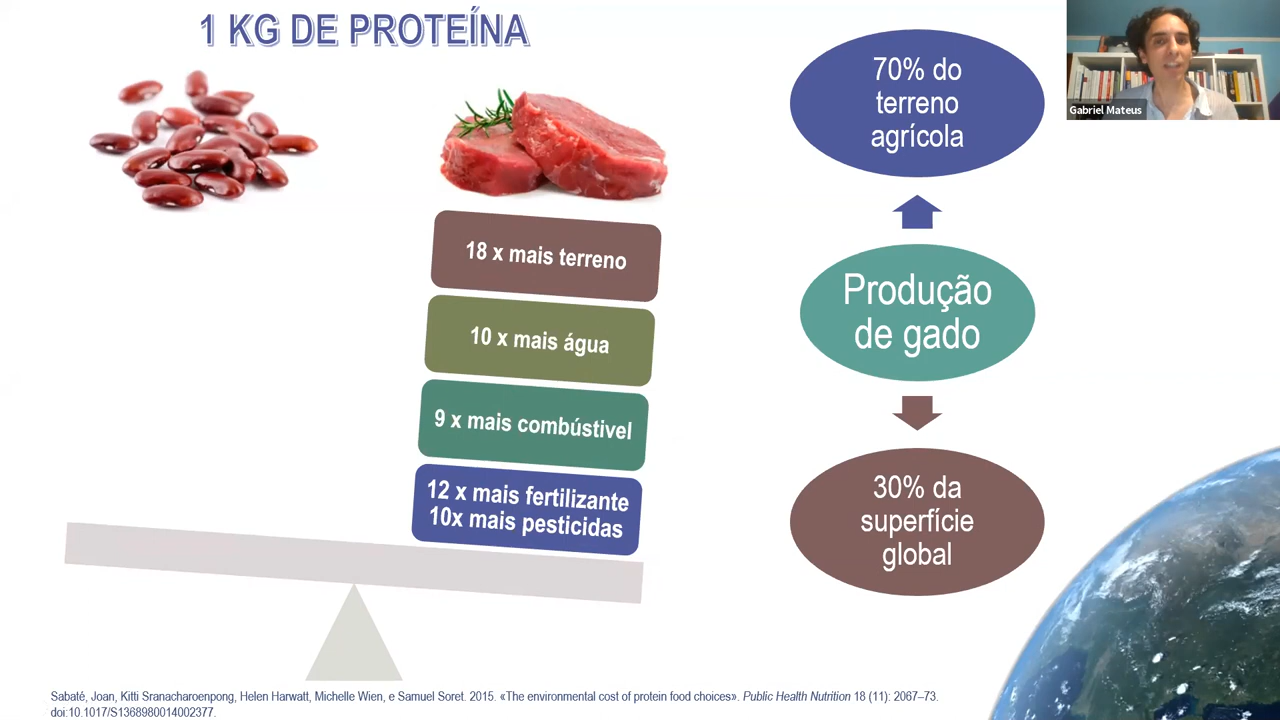 1 KG DE PROTEÍNA
18 x mais terreno
10 x mais água
9 x mais combústivel
12 x mais fertilizante
10x mais pesticidas
70% do
terreno
agrícola
Produção
de gado
30% da
superfície
global
Gabriel Mateus
Sabaté, Joan, Kitti Sranacharoenpong, Helen Harwatt, Michelle Wien, e Samuel Soret. 2015. «The environmental cost of protein food choices». Public Health Nutrition 18 (11): 2067–73.
doi:10.1017/S1368980014002377.